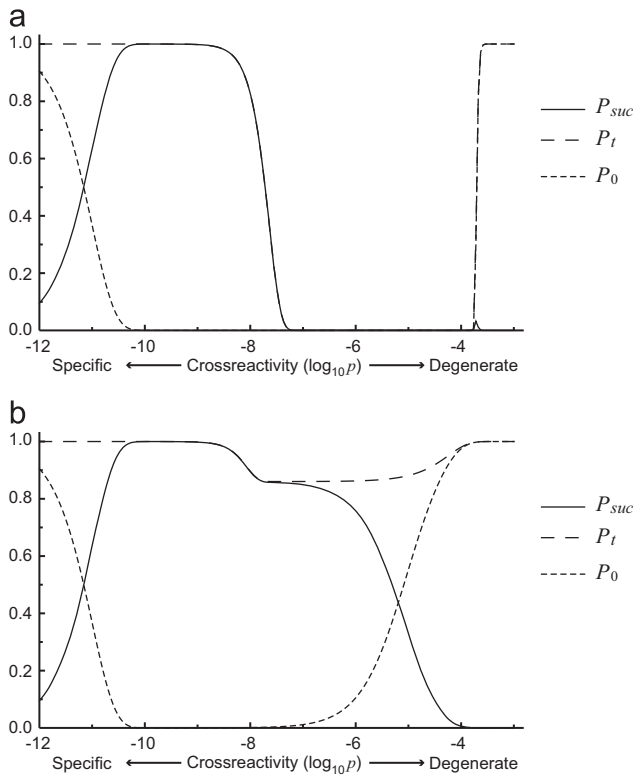 a
1.0
0.8
0.6
0.4
0.2
0.0
-12 -10 -8 -6 -4
Specific ← Crossreactivity (log10 p) → Degenerate
Psuc
Pt
P0
b
1.0
0.8
0.6
0.4
0.2
0.0
-12 -10 -8 -6 -4
Specific ← Crossreactivity (log10 p) → Degenerate
Psuc
Pt
P0